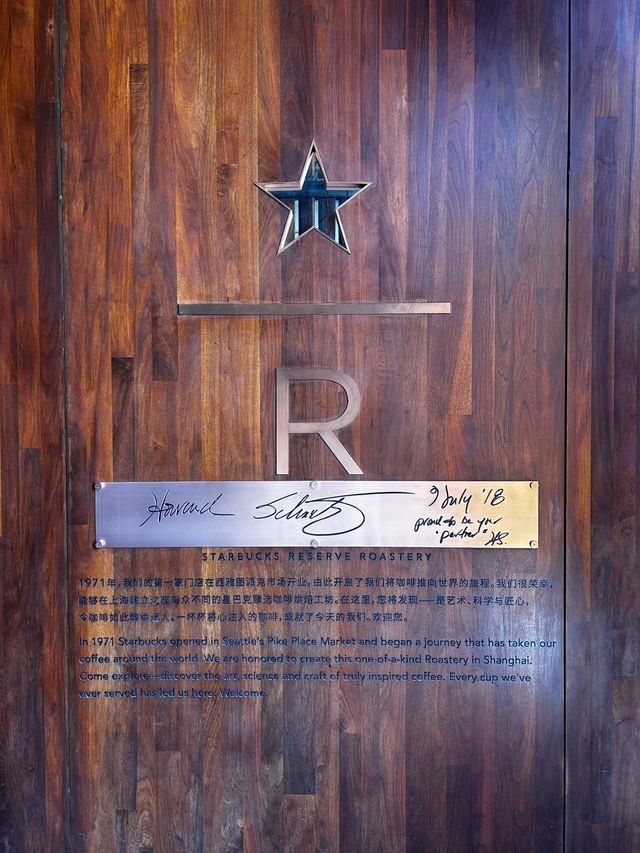 R
Howard Schultz
9 July '18
proud to be your
"partner" HS.
STARBUCKS RESERVE ROASTERY
1971年，我们的第一家门店在西雅图派克市场开业，由此开启了我们将咖啡推向世界的旅程。我们很荣幸，
能够在上海建立这座与众不同的星巴克臻选咖啡烘焙工坊。在这里，您将发现——是艺术、科学与匠心，
令咖啡如此醇香迷人。一杯杯将心注入的咖啡，成就了今天的我们。欢迎您。
In 1971 Starbucks opened in Seattle's Pike Place Market and began a journey that has taken our
coffee around the world. We are honored to create this one-of-a-kind Roastery in Shanghai.
Come explore—discover the art, science and craft of truly inspired coffee. Every cup we've
ever served has led us here. Welcome.